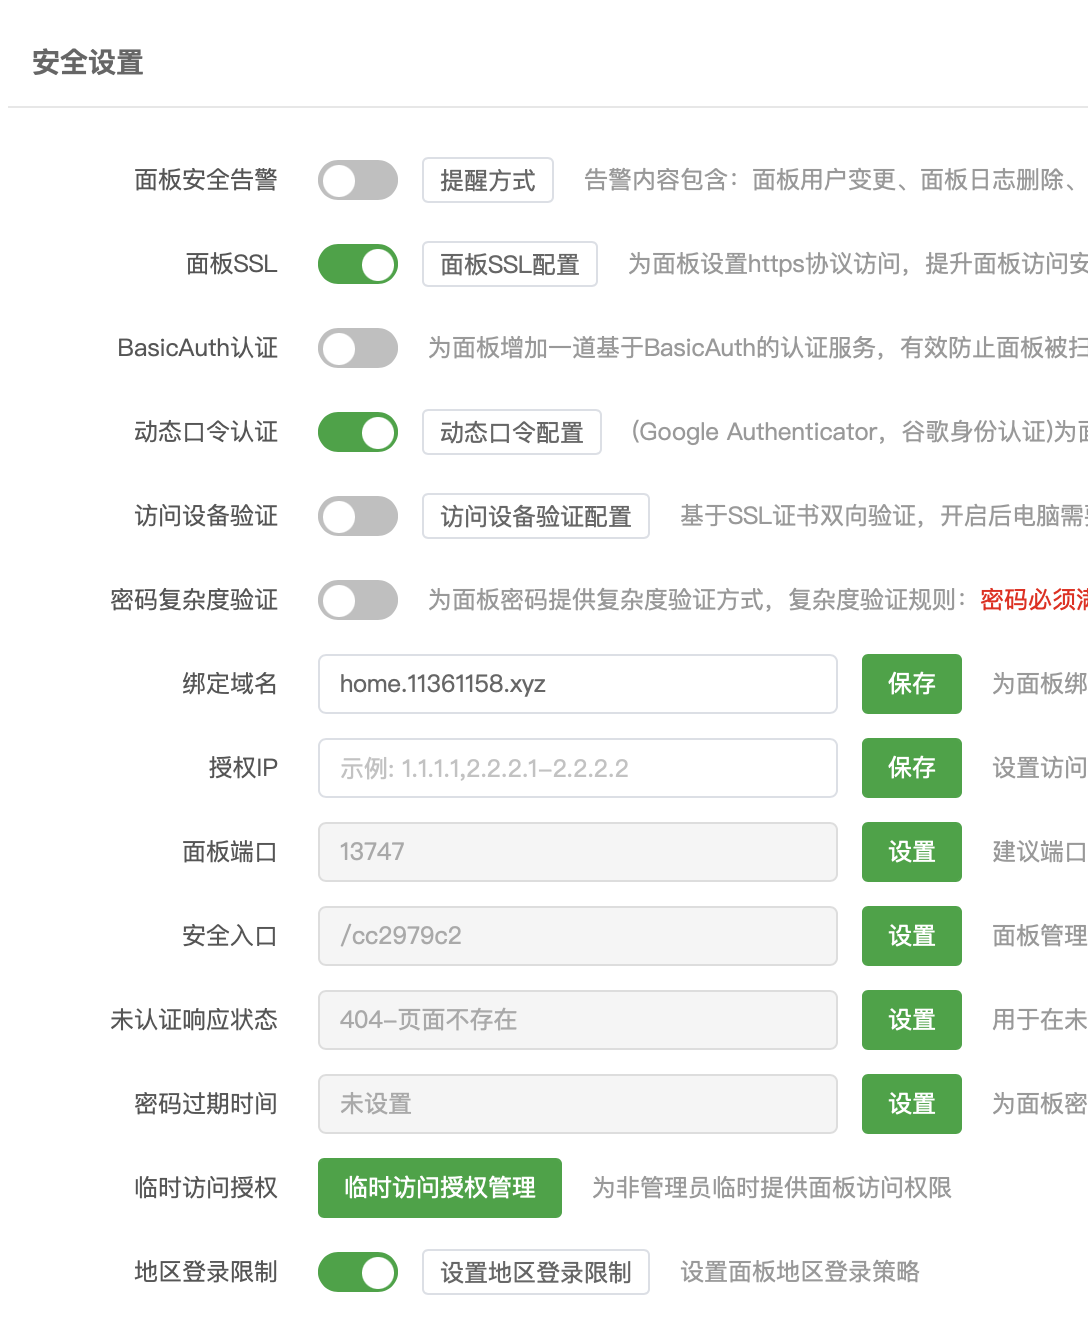 安全设置
面板安全告警 提醒方式 告警内容包含：面板用户变更、面板日志删除、
面板SSL 面板SSL配置 为面板设置https协议访问，提升面板访问安
BasicAuth认证 为面板增加一道基于BasicAuth的认证服务，有效防止面板被扫
动态口令认证 动态口令配置 (Google Authenticator，谷歌身份认证)为面
访问设备验证 访问设备验证配置 基于SSL证书双向验证，开启后电脑需要
密码复杂度验证 为面板密码提供复杂度验证方式，复杂度验证规则：密码必须满
绑定域名 home.11361158.xyz 保存 为面板绑
授权IP 示例: 1.1.1.1,2.2.2.1-2.2.2.2 保存 设置访问
面板端口 13747 设置 建议端口
安全入口 /cc2979c2 设置 面板管理
未认证响应状态 404-页面不存在 设置 用于在未
密码过期时间 未设置 设置 为面板密
临时访问授权 临时访问授权管理 为非管理员临时提供面板访问权限
地区登录限制 设置地区登录限制 设置面板地区登录策略